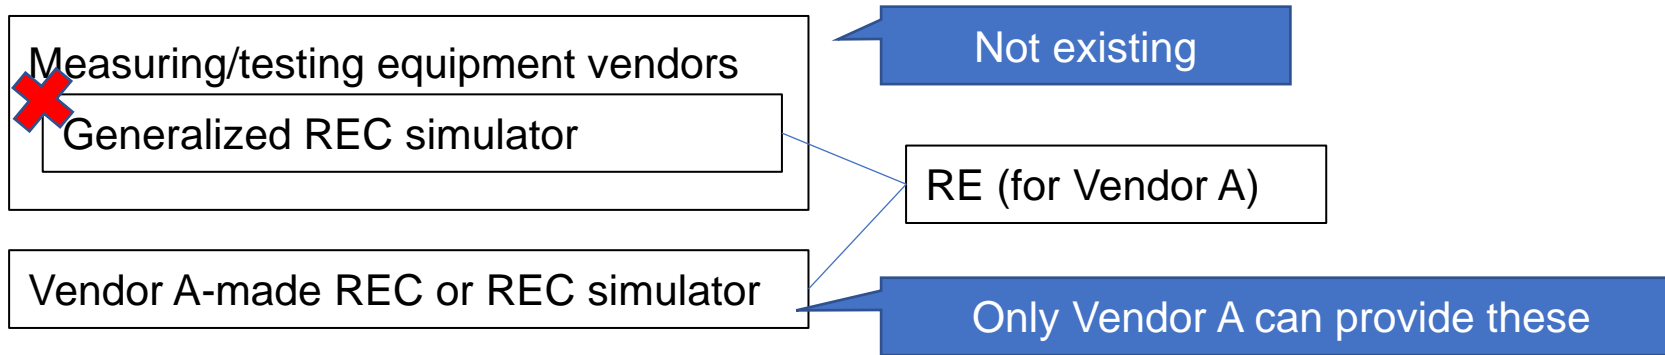 Not existing
Measuring/testing equipment vendors
Generalized REC simulator
RE (for Vendor A)
Vendor A-made REC or REC simulator
Only Vendor A can provide these